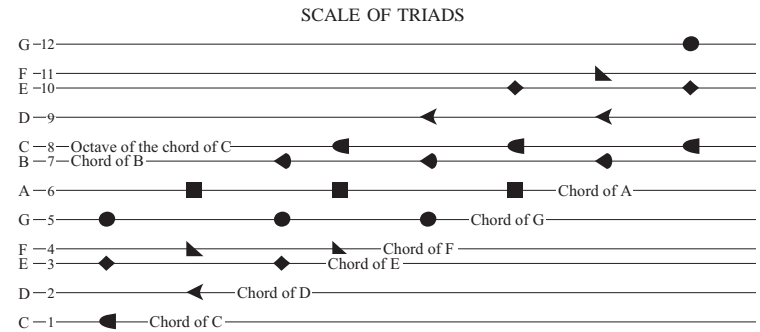 SCALE OF TRIADS
G–12
F–11
E–10
D–9
C–8 Octave of the chord of C
B–7 Chord of B
A–6 Chord of A
G–5 Chord of G
F–4 Chord of F
E–3 Chord of E
D–2 Chord of D
C–1 Chord of C